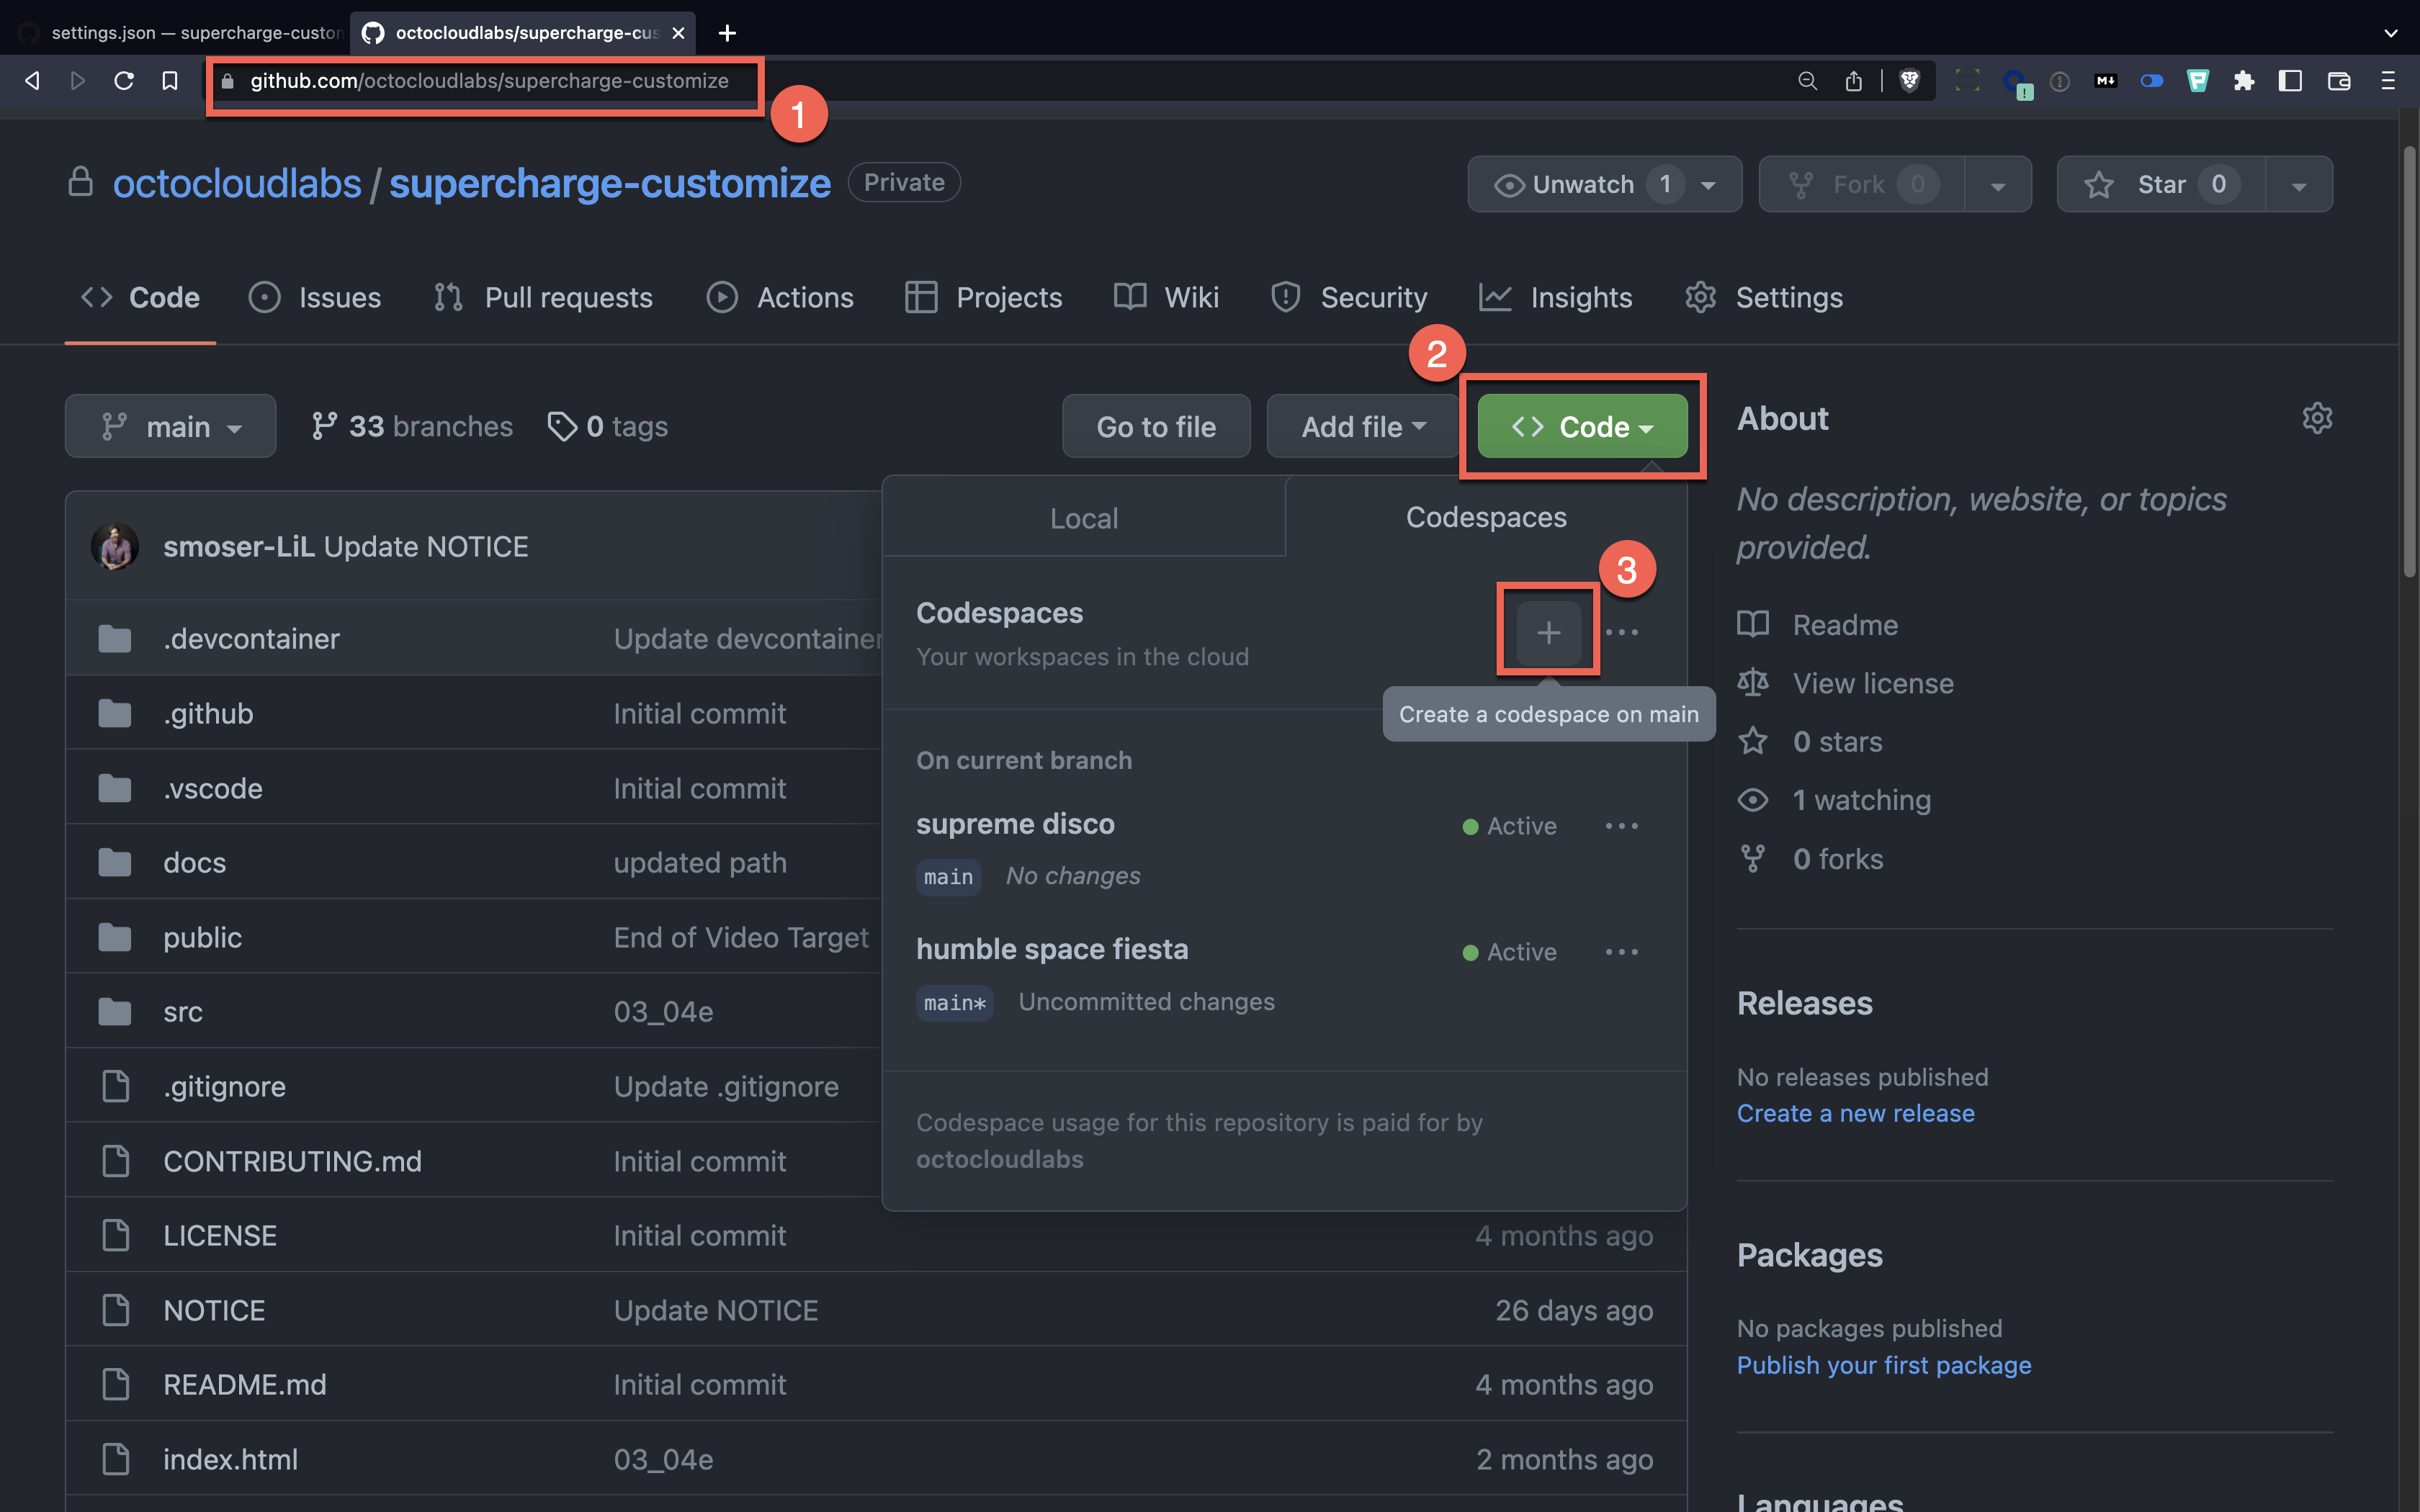 settings.json — supercharge-custom
octocloudlabs/supercharge-cus
github.com/octocloudlabs/supercharge-customize
1
M↓
octocloudlabs / supercharge-customize Private
Unwatch 1
Fork 0
Star 0
Code
Issues
Pull requests
Actions
Projects
Wiki
Security
Insights
Settings
2
main
33 branches
0 tags
Go to file
Add file
Code
smoser-LiL Update NOTICE
.devcontainer Update devcontainer
.github Initial commit
.vscode Initial commit
docs updated path
public End of Video Target
src 03_04e
.gitignore Update .gitignore
CONTRIBUTING.md Initial commit
LICENSE Initial commit 4 months ago
NOTICE Update NOTICE 26 days ago
README.md Initial commit 4 months ago
index.html 03_04e 2 months ago
Local
Codespaces
3
Codespaces
Your workspaces in the cloud
Create a codespace on main
On current branch
supreme disco Active
main No changes
humble space fiesta Active
main* Uncommitted changes
Codespace usage for this repository is paid for by
octocloudlabs
About
No description, website, or topics
provided.
Readme
View license
0 stars
1 watching
0 forks
Releases
No releases published
Create a new release
Packages
No packages published
Publish your first package
Languages